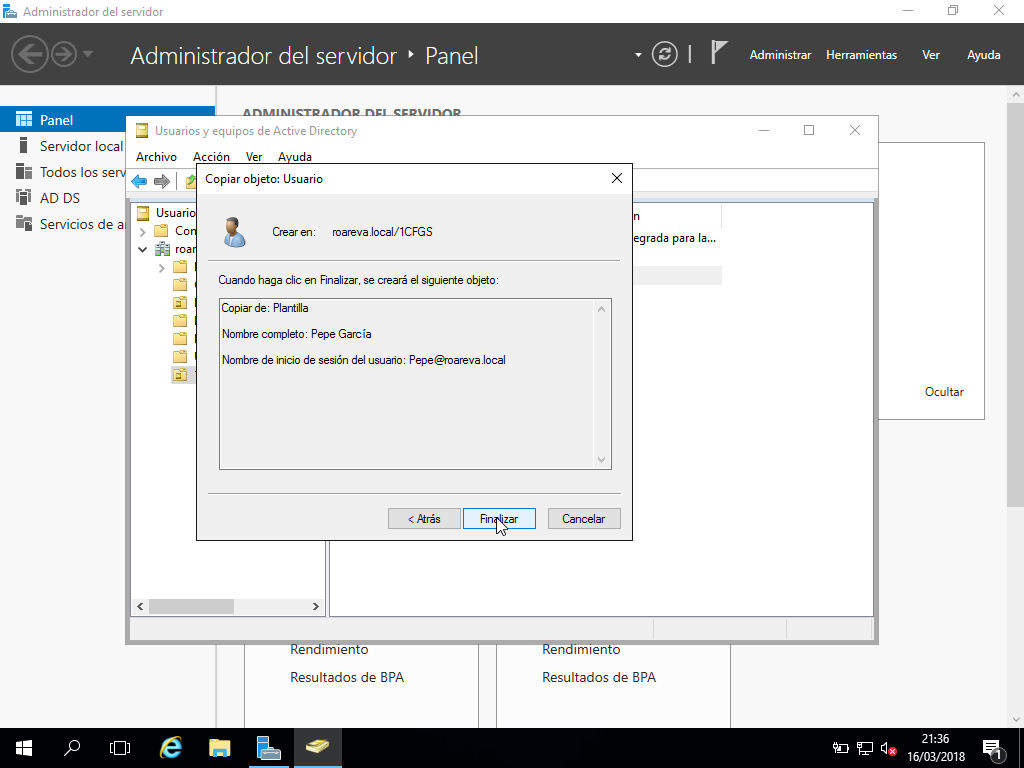 Administrador del servidor
Administrador del servidor ‣ Panel
Administrar Herramientas Ver Ayuda
ADMINISTRADOR DEL SERVIDOR
Panel
Servidor local
Todos los serv
AD DS
Servicios de a
Usuarios y equipos de Active Directory
Archivo Acción Ver Ayuda
Usuario
Con
roar
n
egrada para la...
Copiar objeto: Usuario
Crear en: roareva.local/1CFGS
Cuando haga clic en Finalizar, se creará el siguiente objeto:
Copiar de: Plantilla
Nombre completo: Pepe García
Nombre de inicio de sesión del usuario: Pepe@roareva.local
< Atrás Finalizar Cancelar
Ocultar
Rendimiento Rendimiento
Resultados de BPA Resultados de BPA
21:36
16/03/2018
1